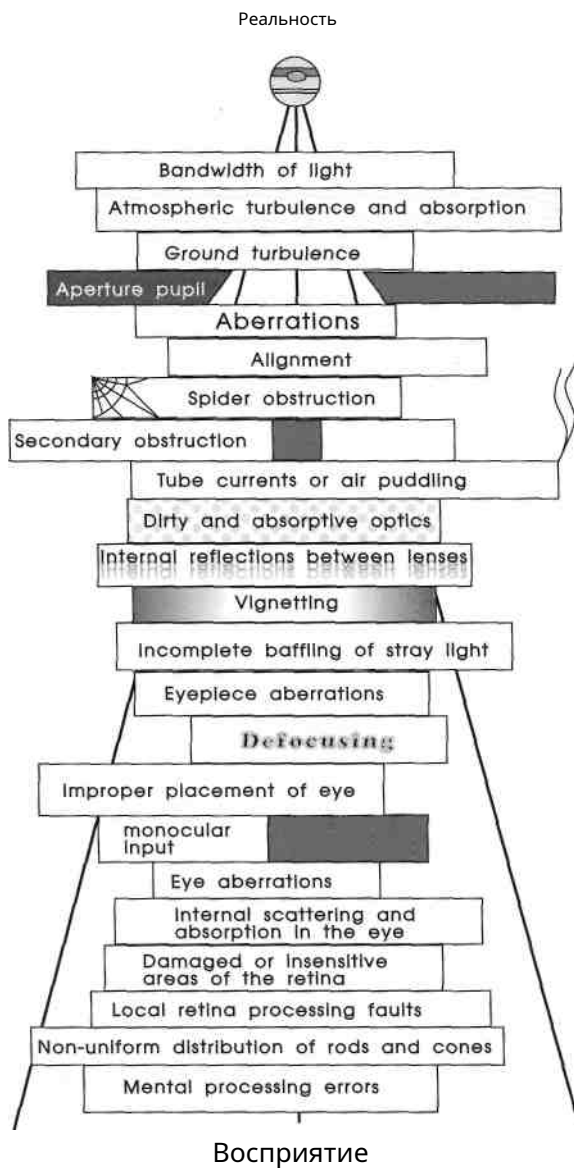 Реальность
Bandwidth of light
Atmospheric turbulence and absorption
Ground turbulence
Aperture pupil
Aberrations
Alignment
Spider obstruction
Secondary obstruction
Tube currents or air puddling
Dirty and absorptive optics
Internal reflections between lenses
Vignetting
Incomplete baffling of stray light
Eyepiece aberrations
Defocusing
Improper placement of eye
monocular
input
Eye aberrations
Internal scattering and
absorption in the eye
Damaged or insensitive
areas of the retina
Local retina processing faults
Non-uniform distribution of rods and cones
Mental processing errors
Восприятие